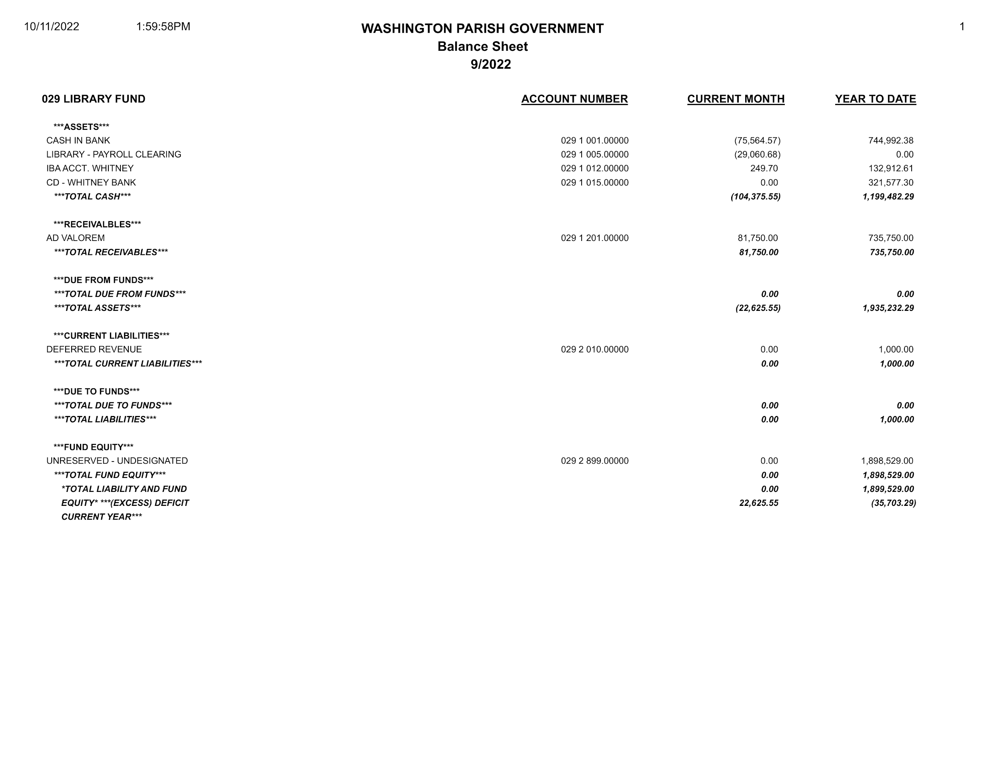 10/11/2022 1:59:58PM WASHINGTON PARISH GOVERNMENT 1
Balance Sheet
9/2022
029 LIBRARY FUND ACCOUNT NUMBER CURRENT MONTH YEAR TO DATE
***ASSETS***
CASH IN BANK 029 1 001.00000 (75,564.57) 744,992.38
LIBRARY - PAYROLL CLEARING 029 1 005.00000 (29,060.68) 0.00
IBA ACCT. WHITNEY 029 1 012.00000 249.70 132,912.61
CD - WHITNEY BANK 029 1 015.00000 0.00 321,577.30
***TOTAL CASH*** (104,375.55) 1,199,482.29
***RECEIVALBLES***
AD VALOREM 029 1 201.00000 81,750.00 735,750.00
***TOTAL RECEIVABLES*** 81,750.00 735,750.00
***DUE FROM FUNDS***
***TOTAL DUE FROM FUNDS*** 0.00 0.00
***TOTAL ASSETS*** (22,625.55) 1,935,232.29
***CURRENT LIABILITIES***
DEFERRED REVENUE 029 2 010.00000 0.00 1,000.00
***TOTAL CURRENT LIABILITIES*** 0.00 1,000.00
***DUE TO FUNDS***
***TOTAL DUE TO FUNDS*** 0.00 0.00
***TOTAL LIABILITIES*** 0.00 1,000.00
***FUND EQUITY***
UNRESERVED - UNDESIGNATED 029 2 899.00000 0.00 1,898,529.00
***TOTAL FUND EQUITY*** 0.00 1,898,529.00
*TOTAL LIABILITY AND FUND 0.00 1,899,529.00
EQUITY* ***(EXCESS) DEFICIT 22,625.55 (35,703.29)
CURRENT YEAR***